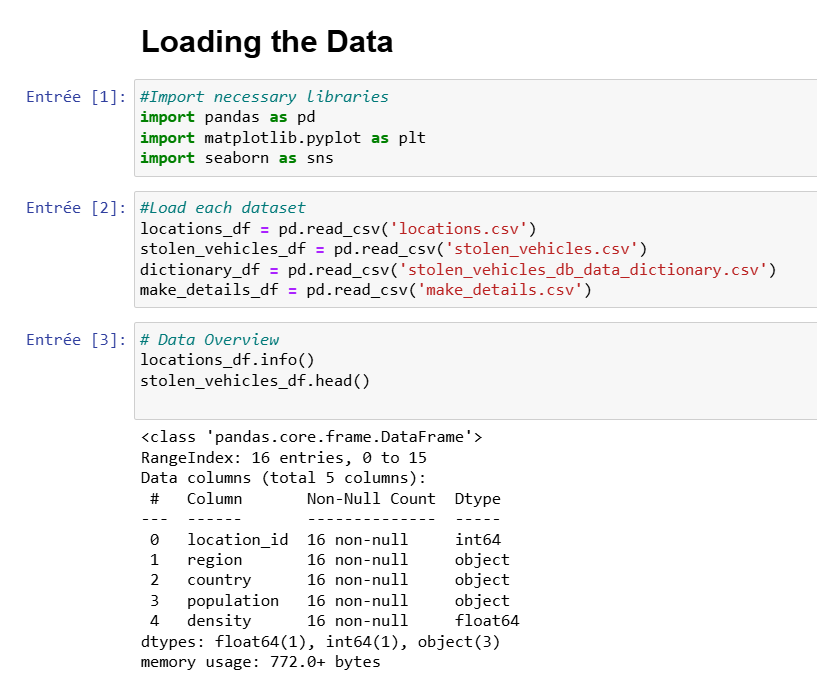 Loading the Data
Entrée [1]: #Import necessary libraries
import pandas as pd
import matplotlib.pyplot as plt
import seaborn as sns
Entrée [2]: #Load each dataset
locations_df = pd.read_csv('locations.csv')
stolen_vehicles_df = pd.read_csv('stolen_vehicles.csv')
dictionary_df = pd.read_csv('stolen_vehicles_db_data_dictionary.csv')
make_details_df = pd.read_csv('make_details.csv')
Entrée [3]: # Data Overview
locations_df.info()
stolen_vehicles_df.head()
<class 'pandas.core.frame.DataFrame'>
RangeIndex: 16 entries, 0 to 15
Data columns (total 5 columns):
 #   Column       Non-Null Count  Dtype
---  ------       --------------  -----
 0   location_id  16 non-null     int64
 1   region       16 non-null     object
 2   country      16 non-null     object
 3   population   16 non-null     object
 4   density      16 non-null     float64
dtypes: float64(1), int64(1), object(3)
memory usage: 772.0+ bytes